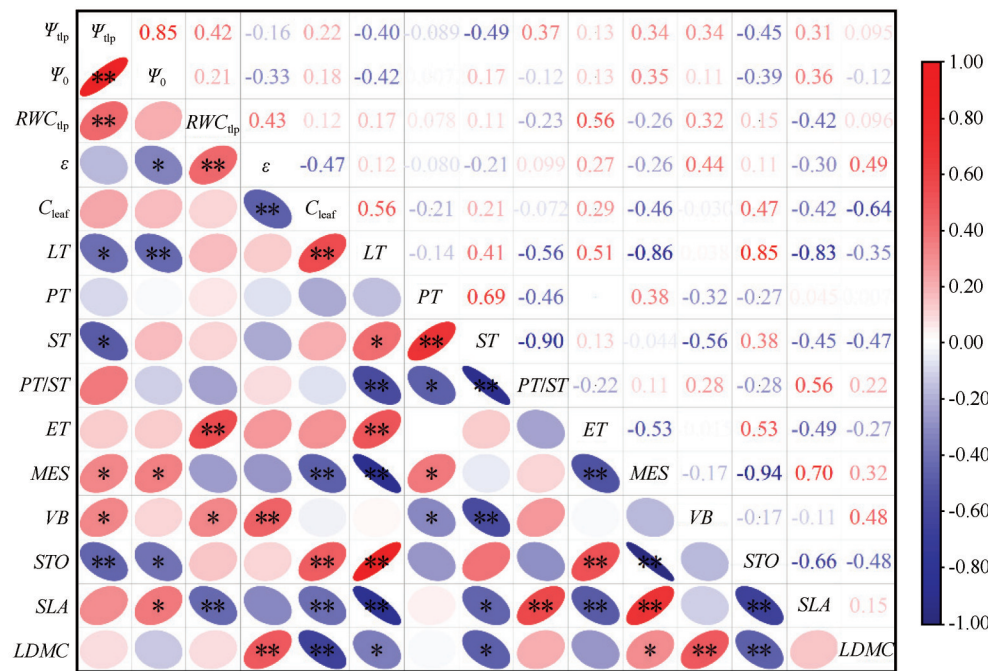 Ψtlp Ψtlp 0.85 0.42 -0.16 0.22 -0.40 -0.089 -0.49 0.37 0.13 0.34 0.34 -0.45 0.31 0.095
Ψ0 ** Ψ0 0.21 -0.33 0.18 -0.42 0.17 -0.12 0.13 0.35 0.11 -0.39 0.36 -0.12
RWCtlp ** RWCtlp 0.43 0.12 0.17 0.078 0.11 -0.23 0.56 -0.26 0.32 0.15 -0.42 0.096
ε * ** ε -0.47 0.12 -0.080 -0.21 0.099 0.27 -0.26 0.44 0.11 -0.30 0.49
Cleaf ** Cleaf 0.56 -0.21 0.21 -0.072 0.29 -0.46 -0.030 0.47 -0.42 -0.64
LT * ** ** LT -0.14 0.41 -0.56 0.51 -0.86 0.85 -0.83 -0.35
PT PT 0.69 -0.46 0.38 -0.32 -0.27 0.045
ST * * ** ST -0.90 0.13 -0.044 -0.56 0.38 -0.45 -0.47
PT/ST ** * ** PT/ST -0.22 0.11 0.28 -0.28 0.56 0.22
ET ** ** ET -0.53 0.53 -0.49 -0.27
MES * * ** ** * ** MES -0.17 -0.94 0.70 0.32
VB * * ** * ** VB -0.17 -0.11 0.48
STO ** * ** ** ** ** STO -0.66 -0.48
SLA * ** ** ** * ** ** ** ** SLA 0.15
LDMC ** ** * * * ** ** LDMC
1.00
0.80
0.60
0.40
0.20
0.00
-0.20
-0.40
-0.60
-0.80
-1.00